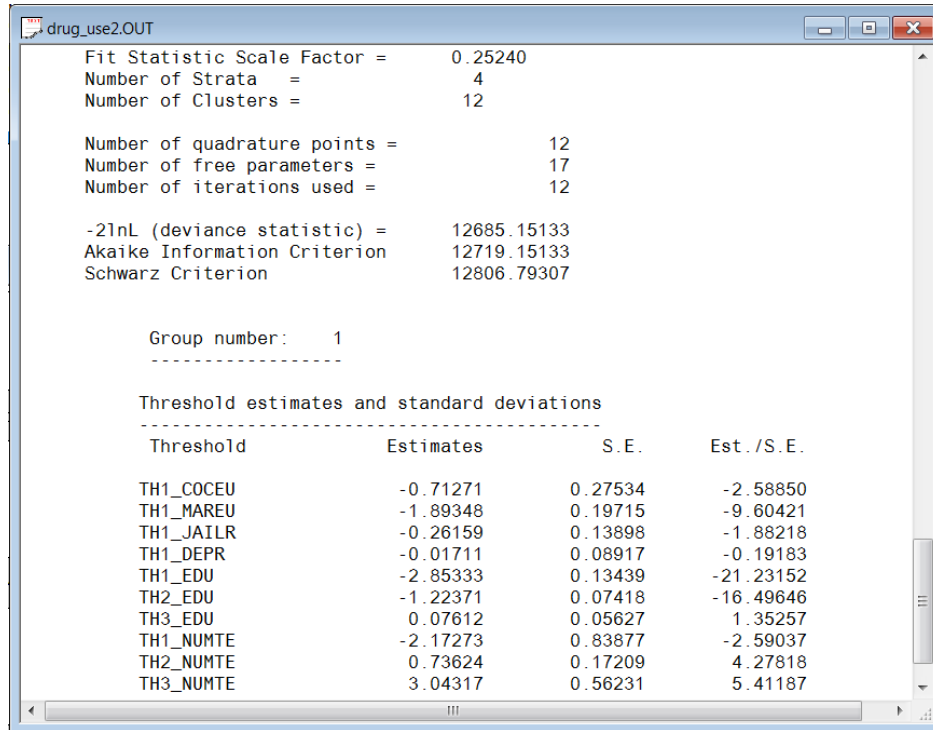 drug_use2.OUT
Fit Statistic Scale Factor = 0.25240
Number of Strata = 4
Number of Clusters = 12
Number of quadrature points = 12
Number of free parameters = 17
Number of iterations used = 12
-2lnL (deviance statistic) = 12685.15133
Akaike Information Criterion 12719.15133
Schwarz Criterion 12806.79307
Group number: 1
------------------
Threshold estimates and standard deviations
-------------------------------------------
Threshold Estimates S.E. Est./S.E.
TH1_COCEU -0.71271 0.27534 -2.58850
TH1_MAREU -1.89348 0.19715 -9.60421
TH1_JAILR -0.26159 0.13898 -1.88218
TH1_DEPR -0.01711 0.08917 -0.19183
TH1_EDU -2.85333 0.13439 -21.23152
TH2_EDU -1.22371 0.07418 -16.49646
TH3_EDU 0.07612 0.05627 1.35257
TH1_NUMTE -2.17273 0.83877 -2.59037
TH2_NUMTE 0.73624 0.17209 4.27818
TH3_NUMTE 3.04317 0.56231 5.41187